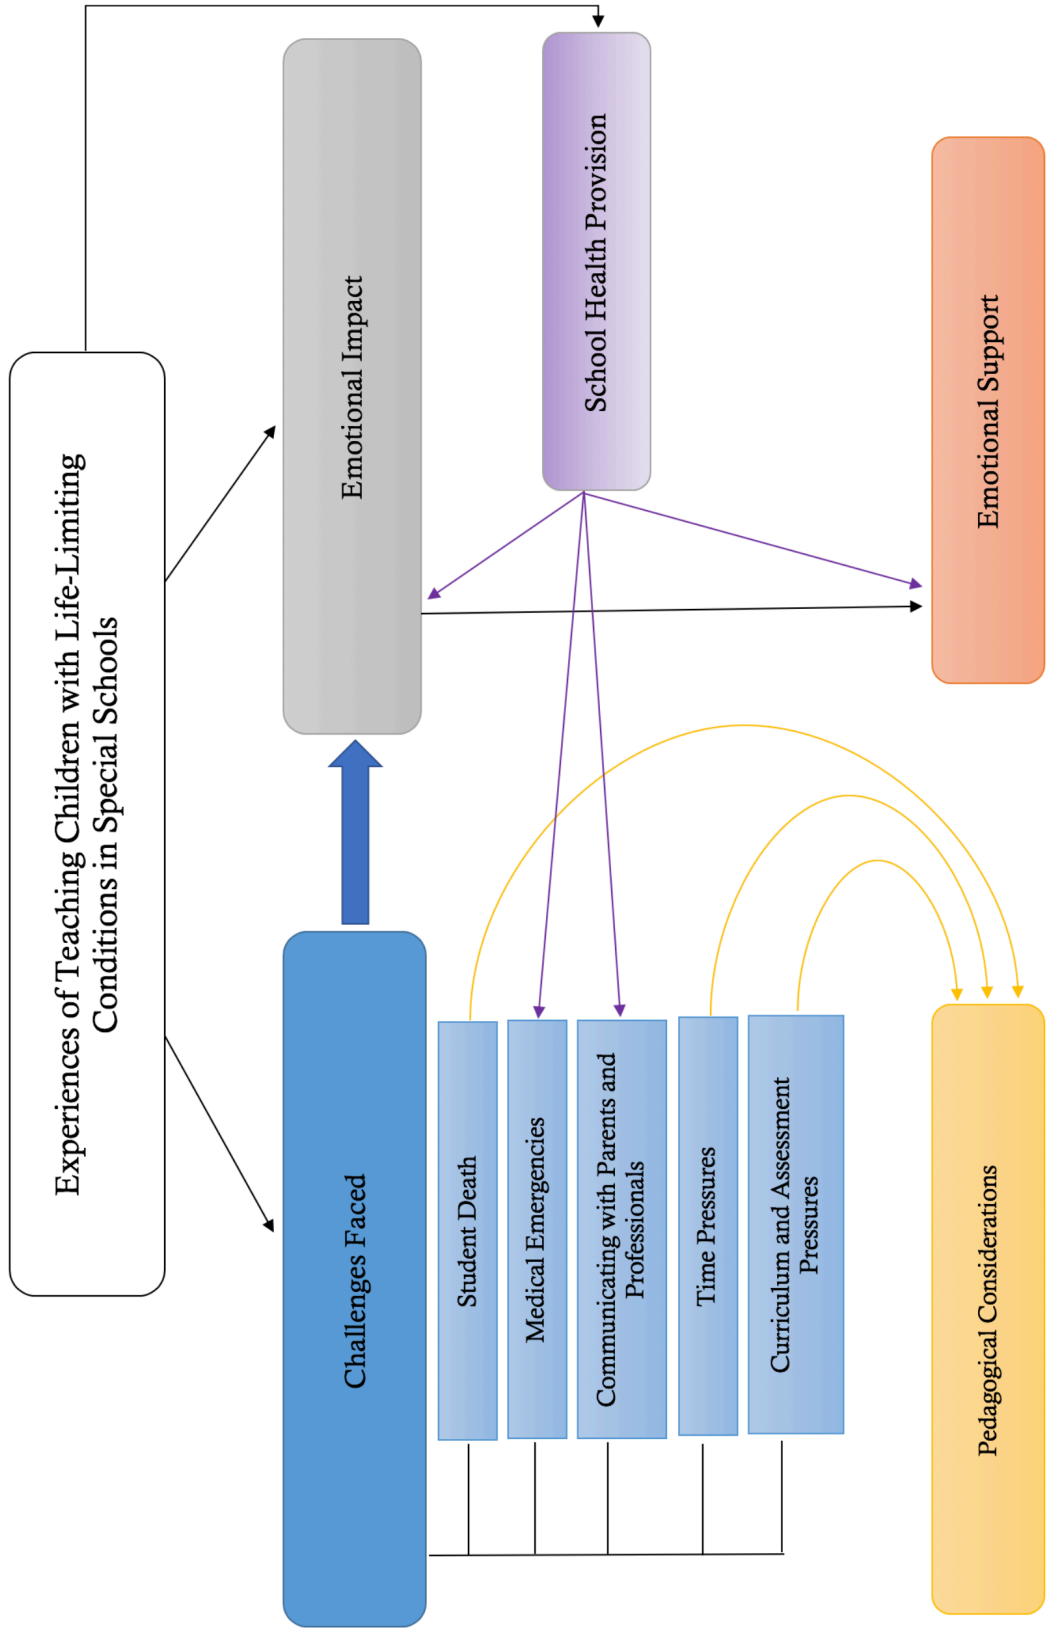 Experiences of Teaching Children with Life-Limiting
Conditions in Special Schools
Challenges Faced
Emotional Impact
School Health Provision
Student Death
Medical Emergencies
Communicating with Parents and
Professionals
Time Pressures
Curriculum and Assessment
Pressures
Pedagogical Considerations
Emotional Support